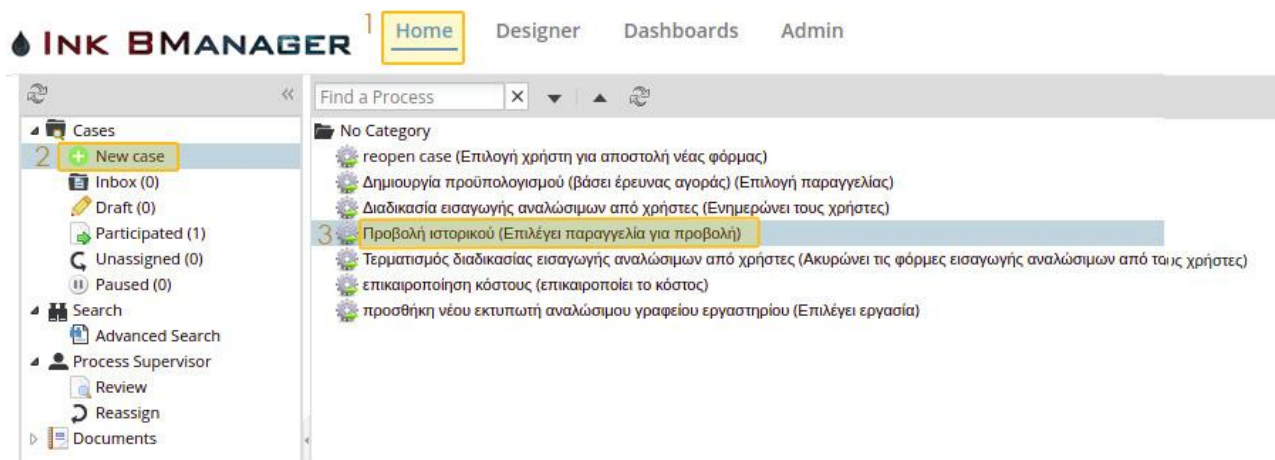 INK BMANAGER 1 Home Designer Dashboards Admin
Find a Process
Cases
2 New case
Inbox (0)
Draft (0)
Participated (1)
Unassigned (0)
Paused (0)
Search
Advanced Search
Process Supervisor
Review
Reassign
Documents
No Category
reopen case (Επιλογή χρήστη για αποστολή νέας φόρμας)
Δημιουργία προϋπολογισμού (βάσει έρευνας αγοράς) (Επιλογή παραγγελίας)
Διαδικασία εισαγωγής αναλώσιμων από χρήστες (Ενημερώνει τους χρήστες)
3 Προβολή ιστορικού (Επιλέγει παραγγελία για προβολή)
Τερματισμός διαδικασίας εισαγωγής αναλώσιμων από χρήστες (Ακυρώνει τις φόρμες εισαγωγής αναλώσιμων από τους χρήστες)
επικαιροποίηση κόστους (επικαιροποίει το κόστος)
προσθήκη νέου εκτυπωτή αναλώσιμου γραφείου εργαστηρίου (Επιλέγει εργασία)